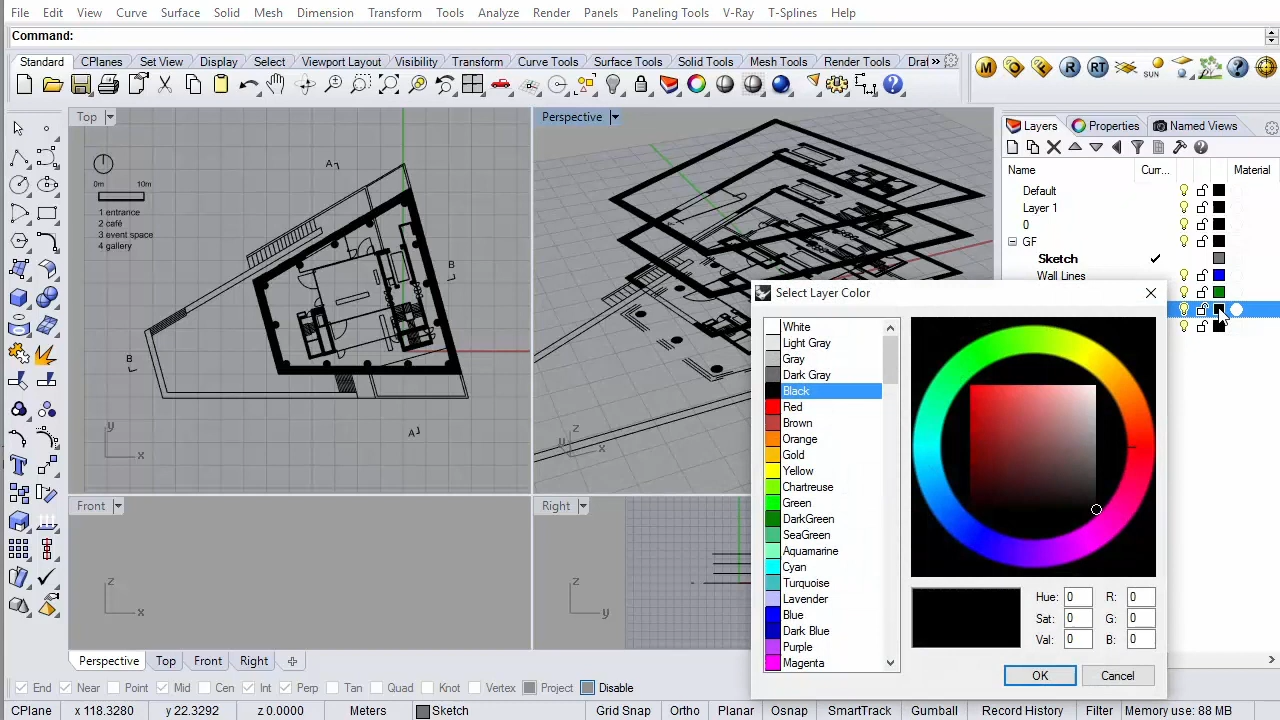 File Edit View Curve Surface Solid Mesh Dimension Transform Tools Analyze Render Panels Paneling Tools V-Ray T-Splines Help
Command:
Standard CPlanes Set View Display Select Viewport Layout Visibility Transform Curve Tools Surface Tools Solid Tools Mesh Tools Render Tools Draf »
Top
Perspective
Layers Properties Named Views
Name Curr... Material
Default
Layer 1
0
GF
Sketch
Wall Lines
0m 10m
1 entrance
2 café
3 event space
4 gallery
A
B
B
A
y
x
z
y
x
Select Layer Color
White
Light Gray
Gray
Dark Gray
Black
Red
Brown
Orange
Gold
Yellow
Chartreuse
Green
DarkGreen
SeaGreen
Aquamarine
Cyan
Turquoise
Lavender
Blue
Dark Blue
Purple
Magenta
Hue: 0 R: 0
Sat: 0 G: 0
Val: 0 B: 0
OK Cancel
Front
Right
z
x
z
y
Perspective Top Front Right
End Near Point Mid Cen Int Perp Tan Quad Knot Vertex Project Disable
CPlane x 118.3280 y 22.3292 z 0.0000 Meters Sketch Grid Snap Ortho Planar Osnap SmartTrack Gumball Record History Filter Memory use: 88 MB